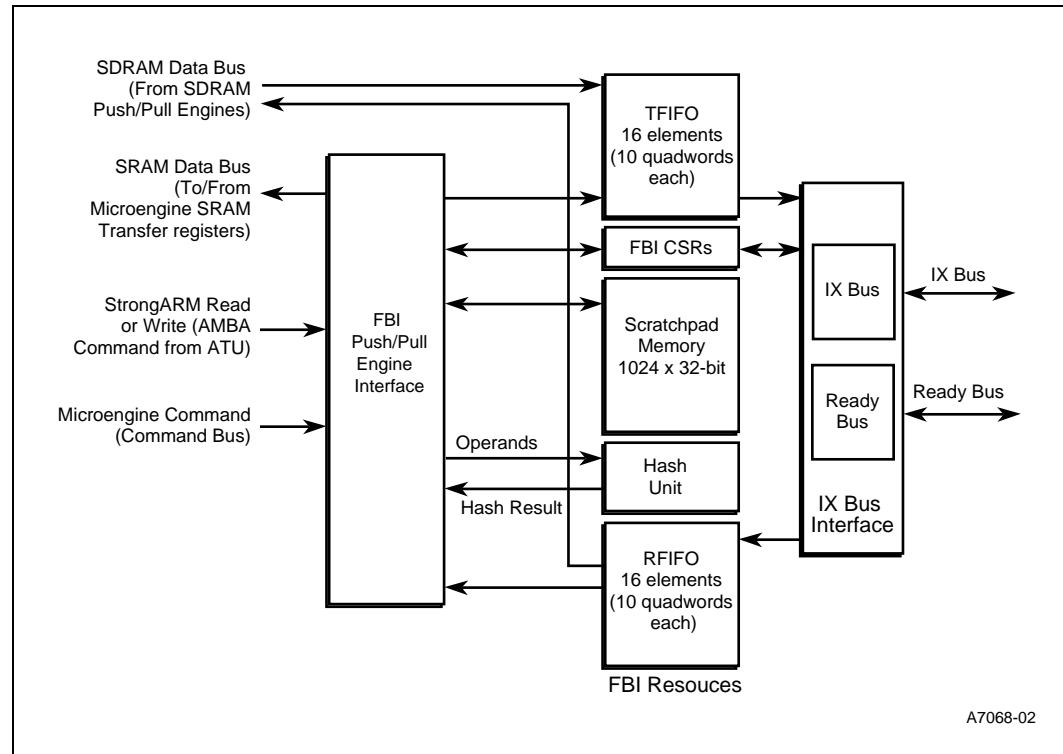 SDRAM Data Bus
(From SDRAM
Push/Pull Engines)
SRAM Data Bus
(To/From
Microengine SRAM
Transfer registers)
StrongARM Read
or Write (AMBA
Command from ATU)
Microengine Command
(Command Bus)
FBI
Push/Pull
Engine
Interface
Operands
Hash Result
TFIFO
16 elements
(10 quadwords
each)
FBI CSRs
Scratchpad
Memory
1024 x 32-bit
Hash
Unit
RFIFO
16 elements
(10 quadwords
each)
FBI Resouces
IX Bus
Ready
Bus
IX Bus
Interface
IX Bus
Ready Bus
A7068-02